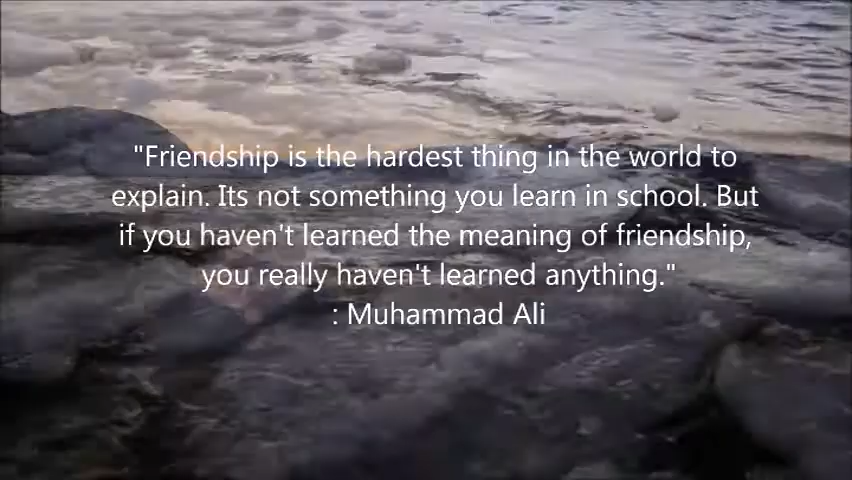 "Friendship is the hardest thing in the world to
explain. Its not something you learn in school. But
if you haven't learned the meaning of friendship,
you really haven't learned anything."
: Muhammad Ali